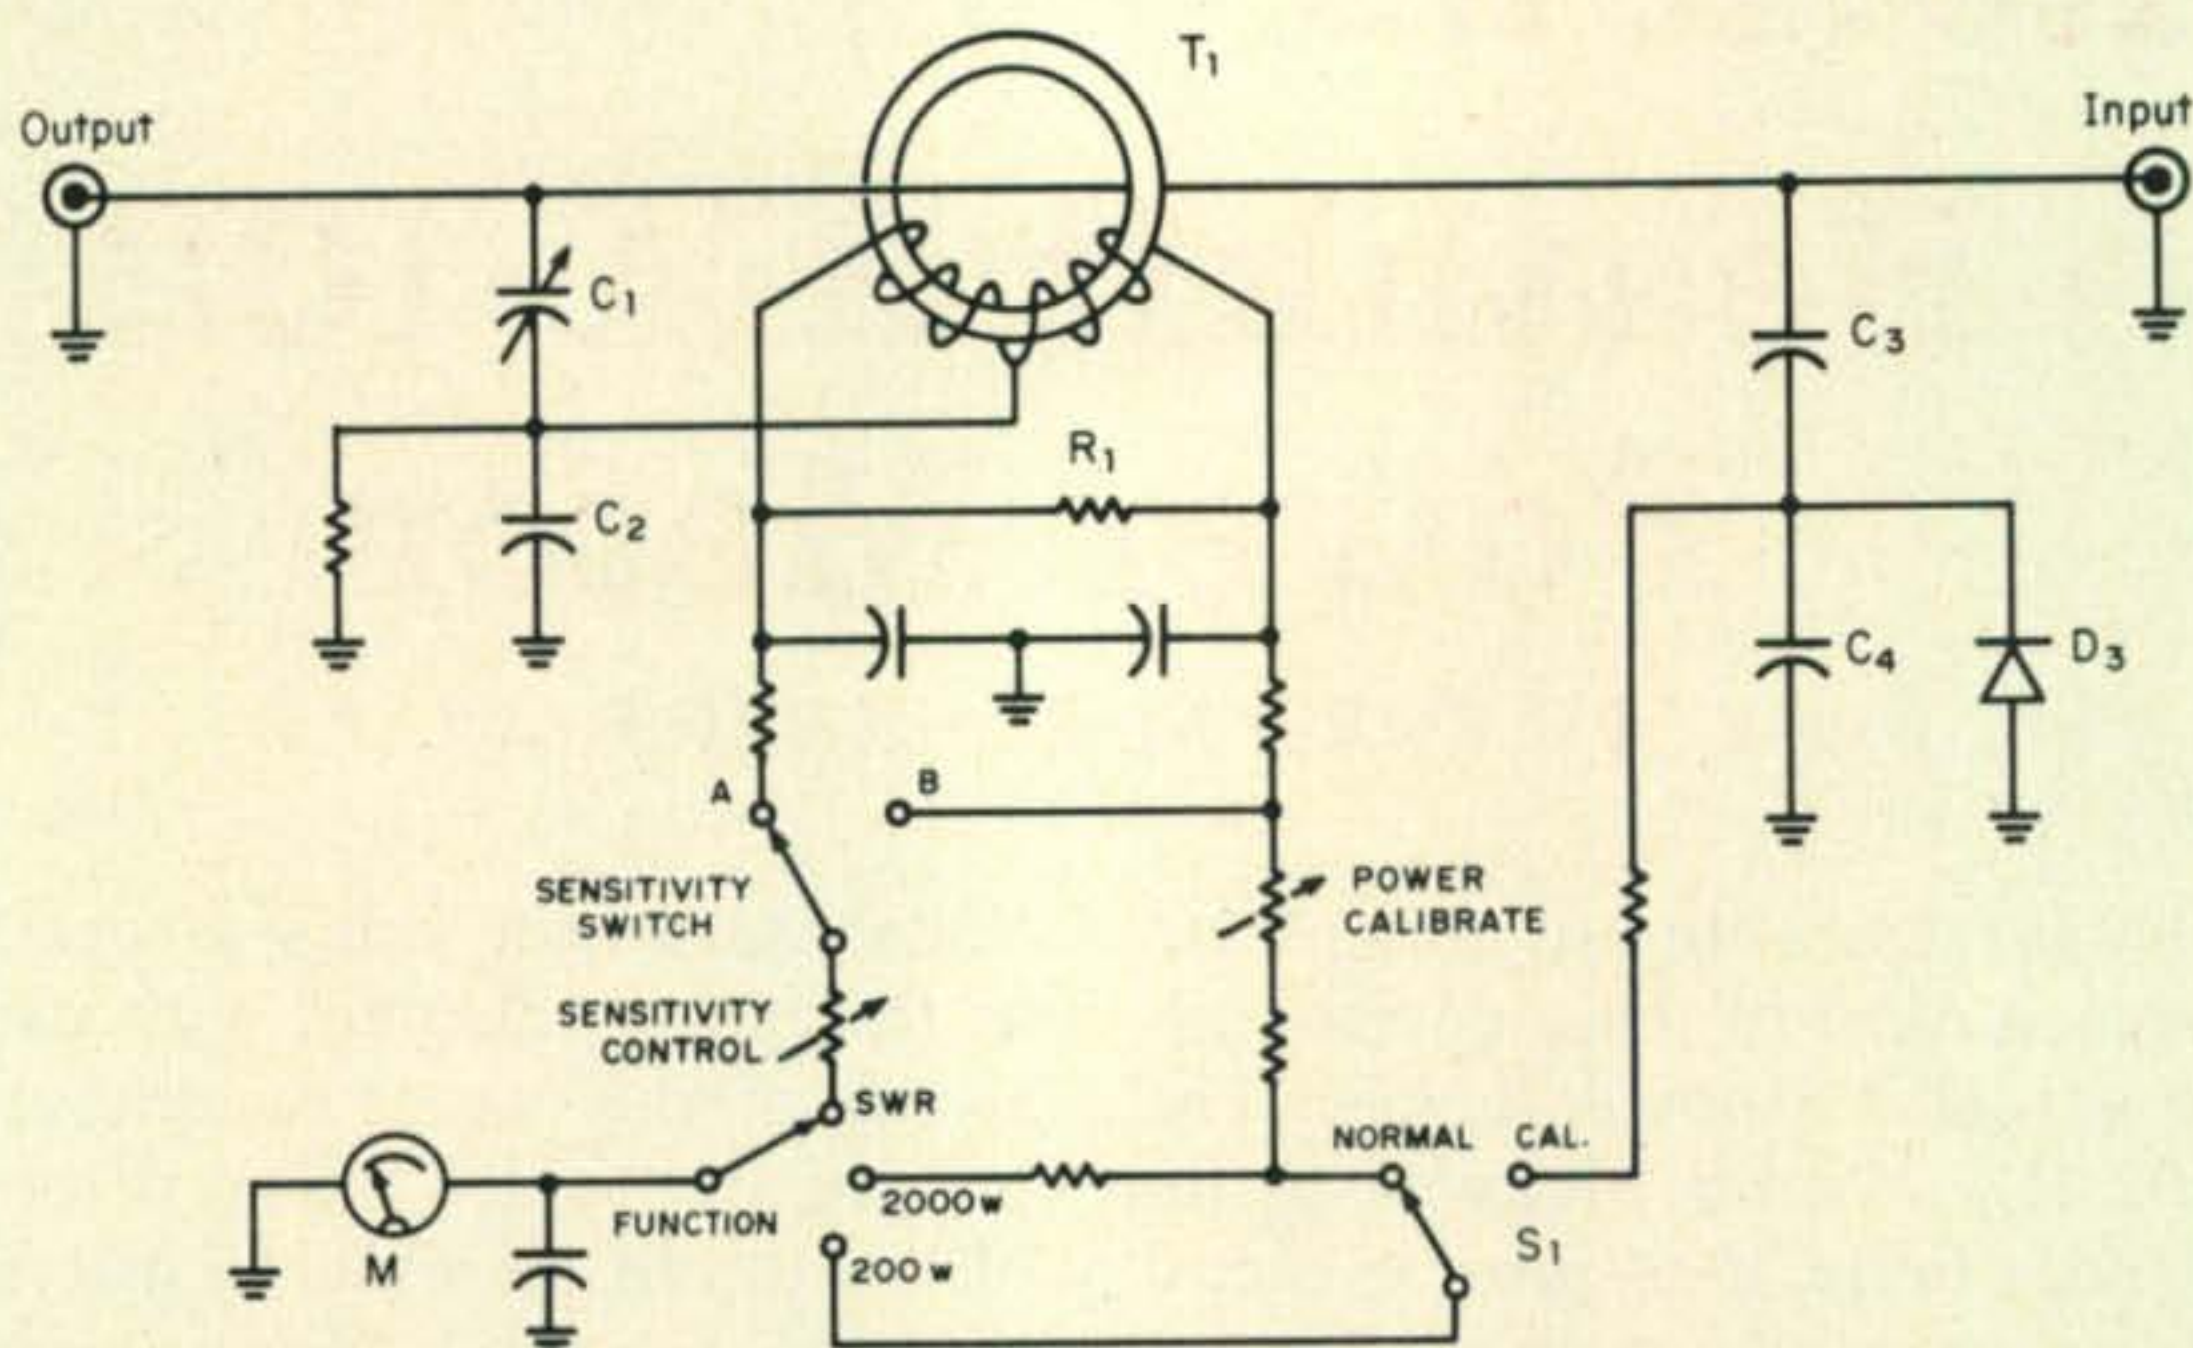 T1
Output
Input
C1
C3
R1
C2
C4
D3
A
B
SENSITIVITY
SWITCH
POWER
CALIBRATE
SENSITIVITY
CONTROL
SWR
NORMAL
CAL.
2000w
FUNCTION
S1
M
200w